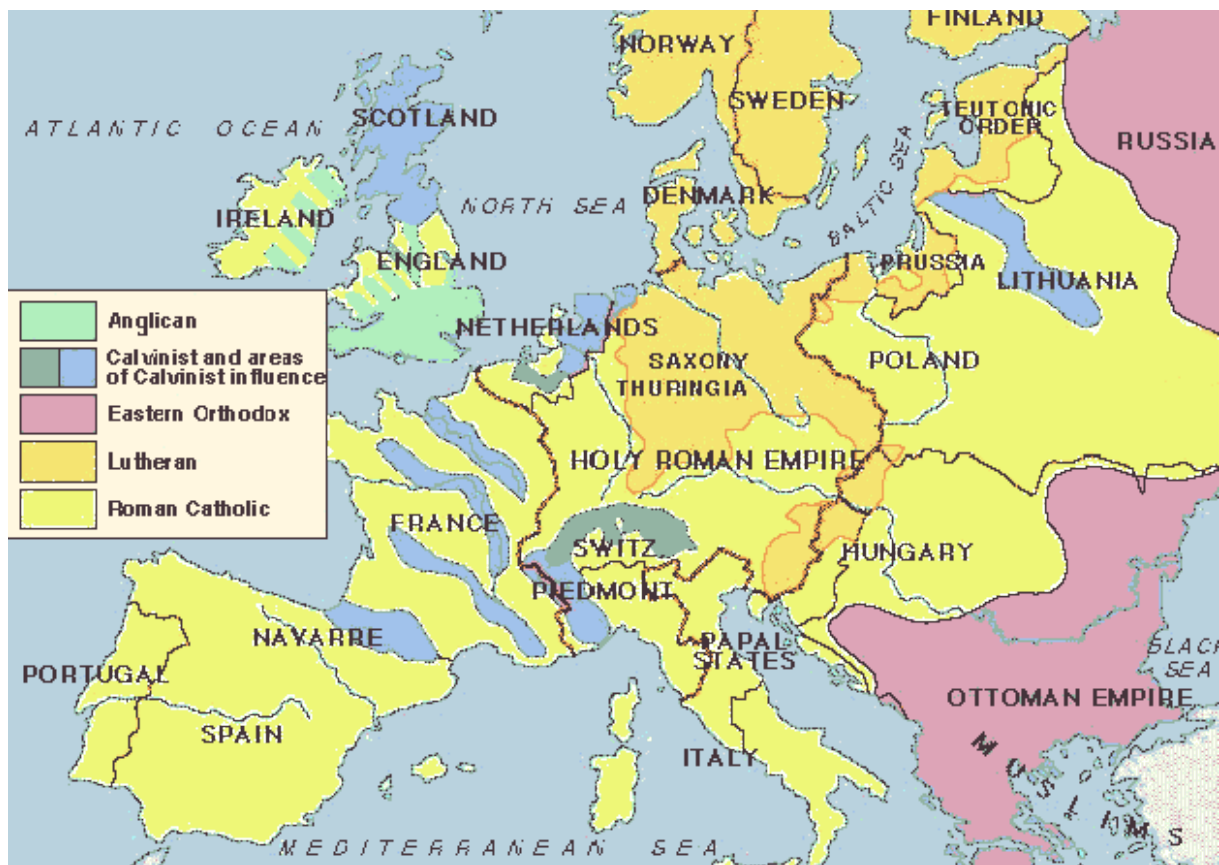 FINLAND
NORWAY
SWEDEN
SCOTLAND
ATLANTIC OCEAN
TEUTONIC
ORDER
RUSSIA
IRELAND
NORTH SEA
DENMARK
BALTIC SEA
ENGLAND
PRUSSIA
LITHUANIA
Anglican
Calvinist and areas
of Calvinist influence
Eastern Orthodox
Lutheran
Roman Catholic
NETHERLANDS
SAXONY
THURINGIA
POLAND
HOLY ROMAN EMPIRE
FRANCE
SWITZ
HUNGARY
PIEDMONT
NAVARRE
PAPAL
STATES
BLACK
SEA
PORTUGAL
OTTOMAN EMPIRE
SPAIN
ITALY
MOSLIMS
MEDITERRANEAN SEA